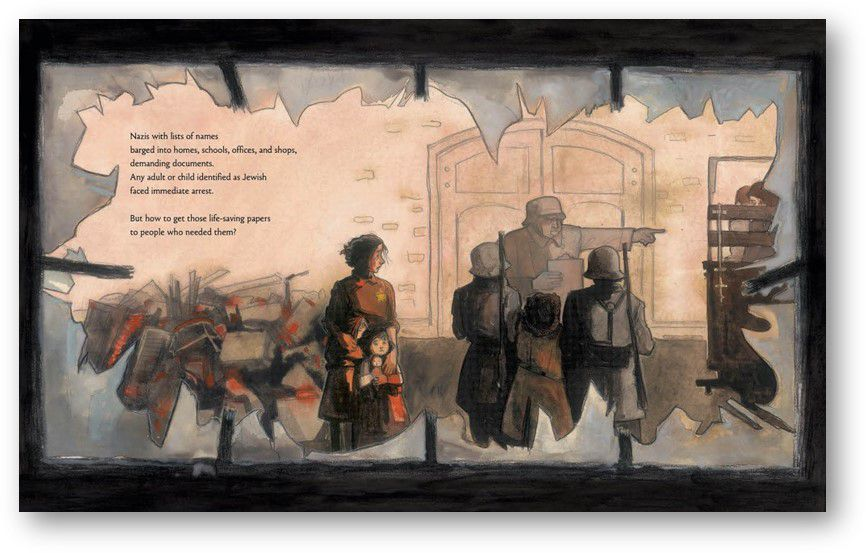 Nazis with lists of names
barged into homes, schools, offices, and shops,
demanding documents.
Any adult or child identified as Jewish
faced immediate arrest.
But how to get those life-saving papers
to people who needed them?